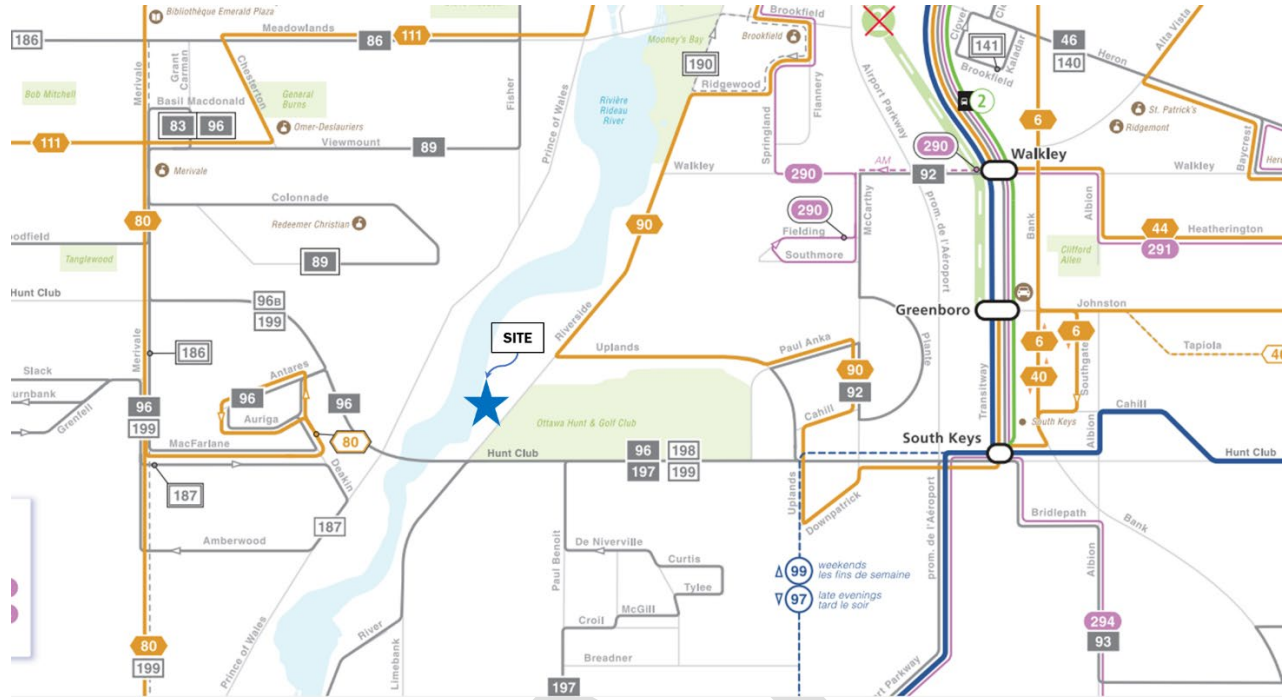 Bibliothèque Emerald Plaza
111
Meadowlands
86
111
186
Merivale
Grant Carman
Chesterton
General
Burns
Bob Mitchell
Basil Macdonald
83
96
Omer-Deslauriers
Viewmount
89
111
Fisher
Prince of Wales
Merivale
Colonnade
80
Redeemer Christian
89
oodfield
Tanglewood
Hunt Club
96B
199
186
Merivale
Slack
urnbank
Grenfell
96
199
Antares
96
Auriga
96
80
MacFarlane
Deakin
187
187
Amberwood
80
199
Prince of Wales
River
Limebank
Rivière
Rideau
River
Mooney's Bay
190
Ridgewood
Brookfield
Brookfield
Flannery
Springland
Walkley
90
Riverside
SITE
290
AM
92
290
290
Fielding
Southmore
McCarthy
Airport Parkway
prom. de l'Aéroport
2
Walkley
Clover
Kaladar
141
Brookfield
46
140
Heron
Alta Vista
St. Patrick's
Ridgemont
6
Bank
Walkley
Baycrest
Her
Albion
44
291
Heatherington
Clifford
Allen
Greenboro
Johnston
6
6
40
Southgate
Tapiola
46
Uplands
Paul Anka
90
92
Plante
Cahill
Ottawa Hunt & Golf Club
Transitway
South Keys
South Keys
Albion
Cahill
Hunt Club
Hunt Club
96
198
197
199
Uplands
Downpatrick
prom. de l'Aéroport
Bridlepath
Bank
Albion
Paul Benoit
De Niverville
Curtis
Tylee
McGill
Croil
Breadner
197
99
weekends
les fins de semaine
97
late evenings
tard le soir
294
93
port Parkway